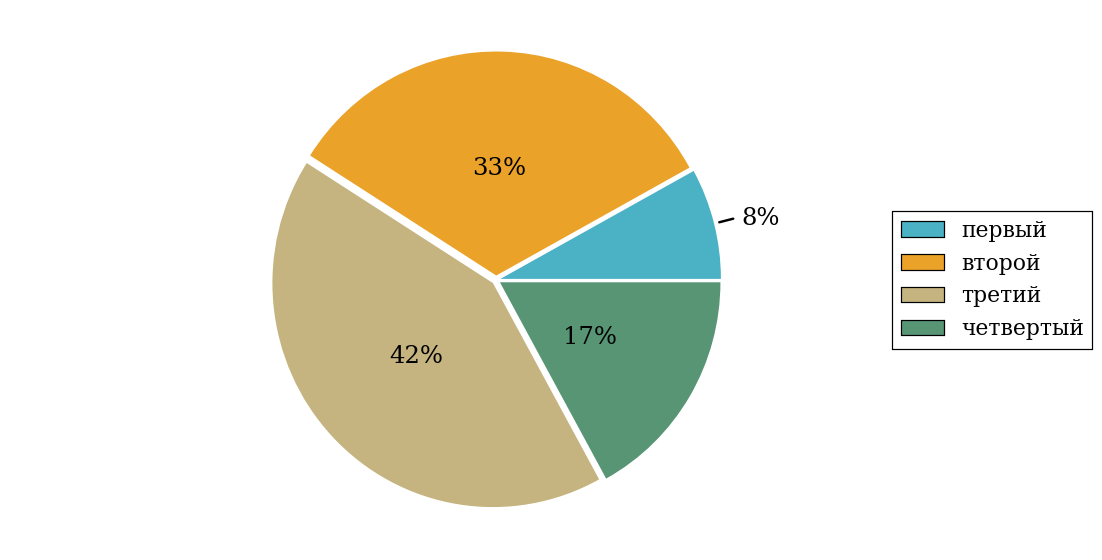 33%
8%
17%
42%
первый
второй
третий
четвертый